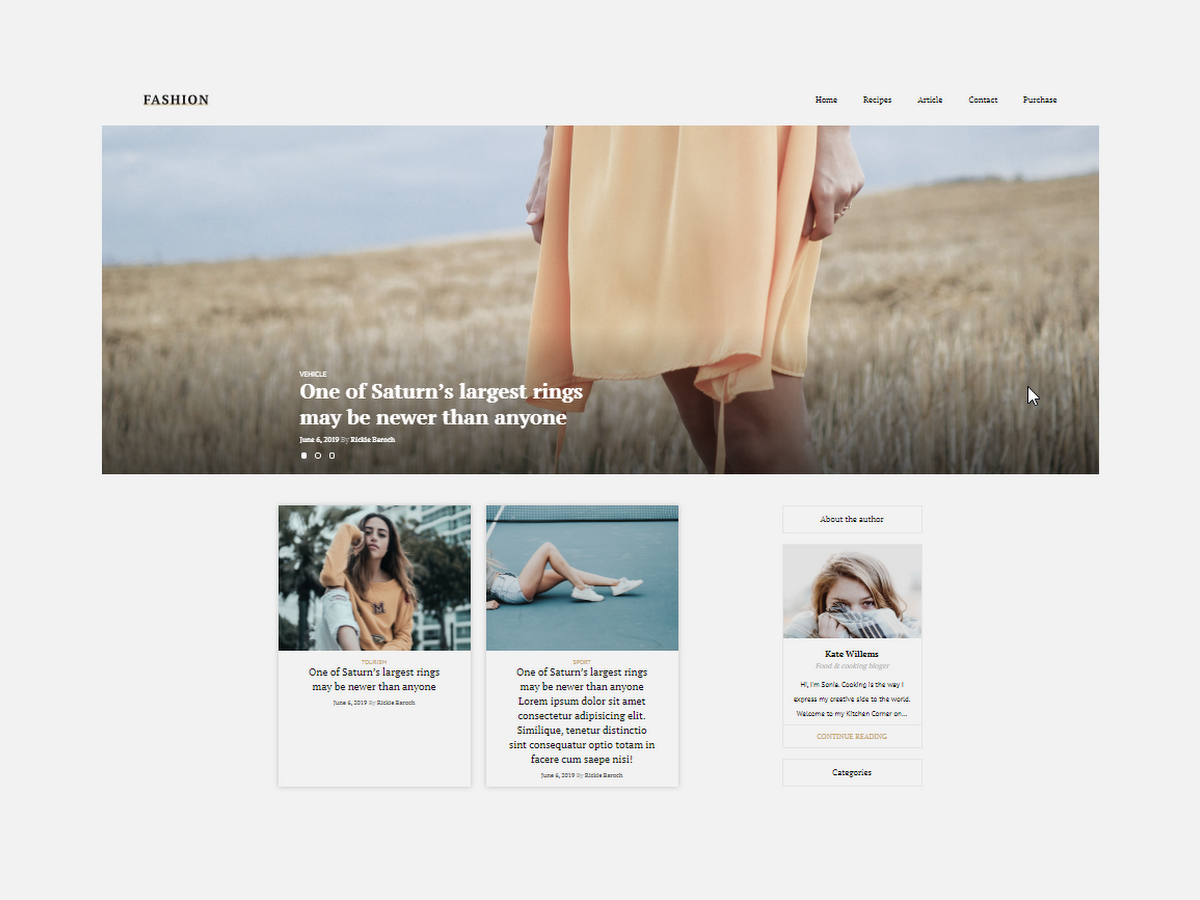 FASHION
Home Recipes Article Contact Purchase
VEHICLE
One of Saturn's largest rings
may be newer than anyone
June 6, 2019 By Rickie Baroch
TOURISM
One of Saturn's largest rings
may be newer than anyone
June 6, 2019 By Rickie Baroch
SPORT
One of Saturn's largest rings
may be newer than anyone
Lorem ipsum dolor sit amet
consectetur adipisicing elit.
Similique, tenetur distinctio
sint consequatur optio totam in
facere cum saepe nisi!
June 6, 2019 By Rickie Baroch
About the author
Kate Willems
Food & cooking bloger
Hi, I'm Sonia. Cooking is the way I
express my creative side to the world.
Welcome to my Kitchen Corner on...
CONTINUE READING
Categories